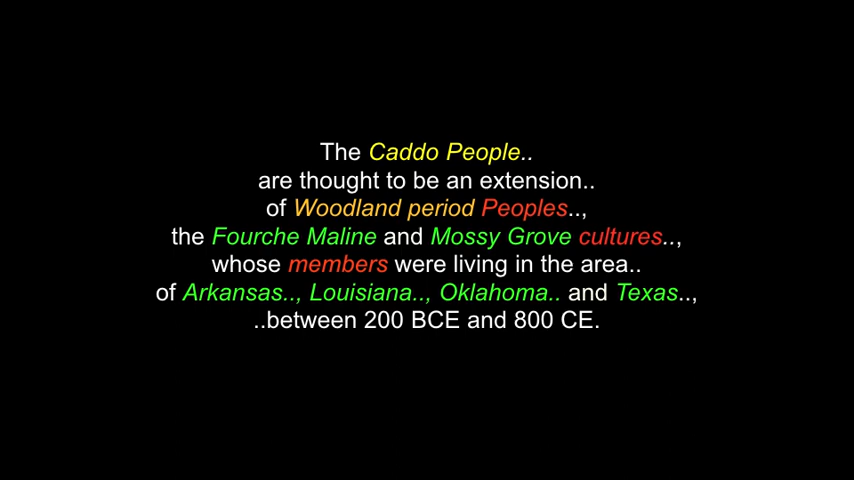 The Caddo People..
are thought to be an extension..
of Woodland period Peoples..,
the Fourche Maline and Mossy Grove cultures..,
whose members were living in the area..
of Arkansas.., Louisiana.., Oklahoma.. and Texas..,
..between 200 BCE and 800 CE.